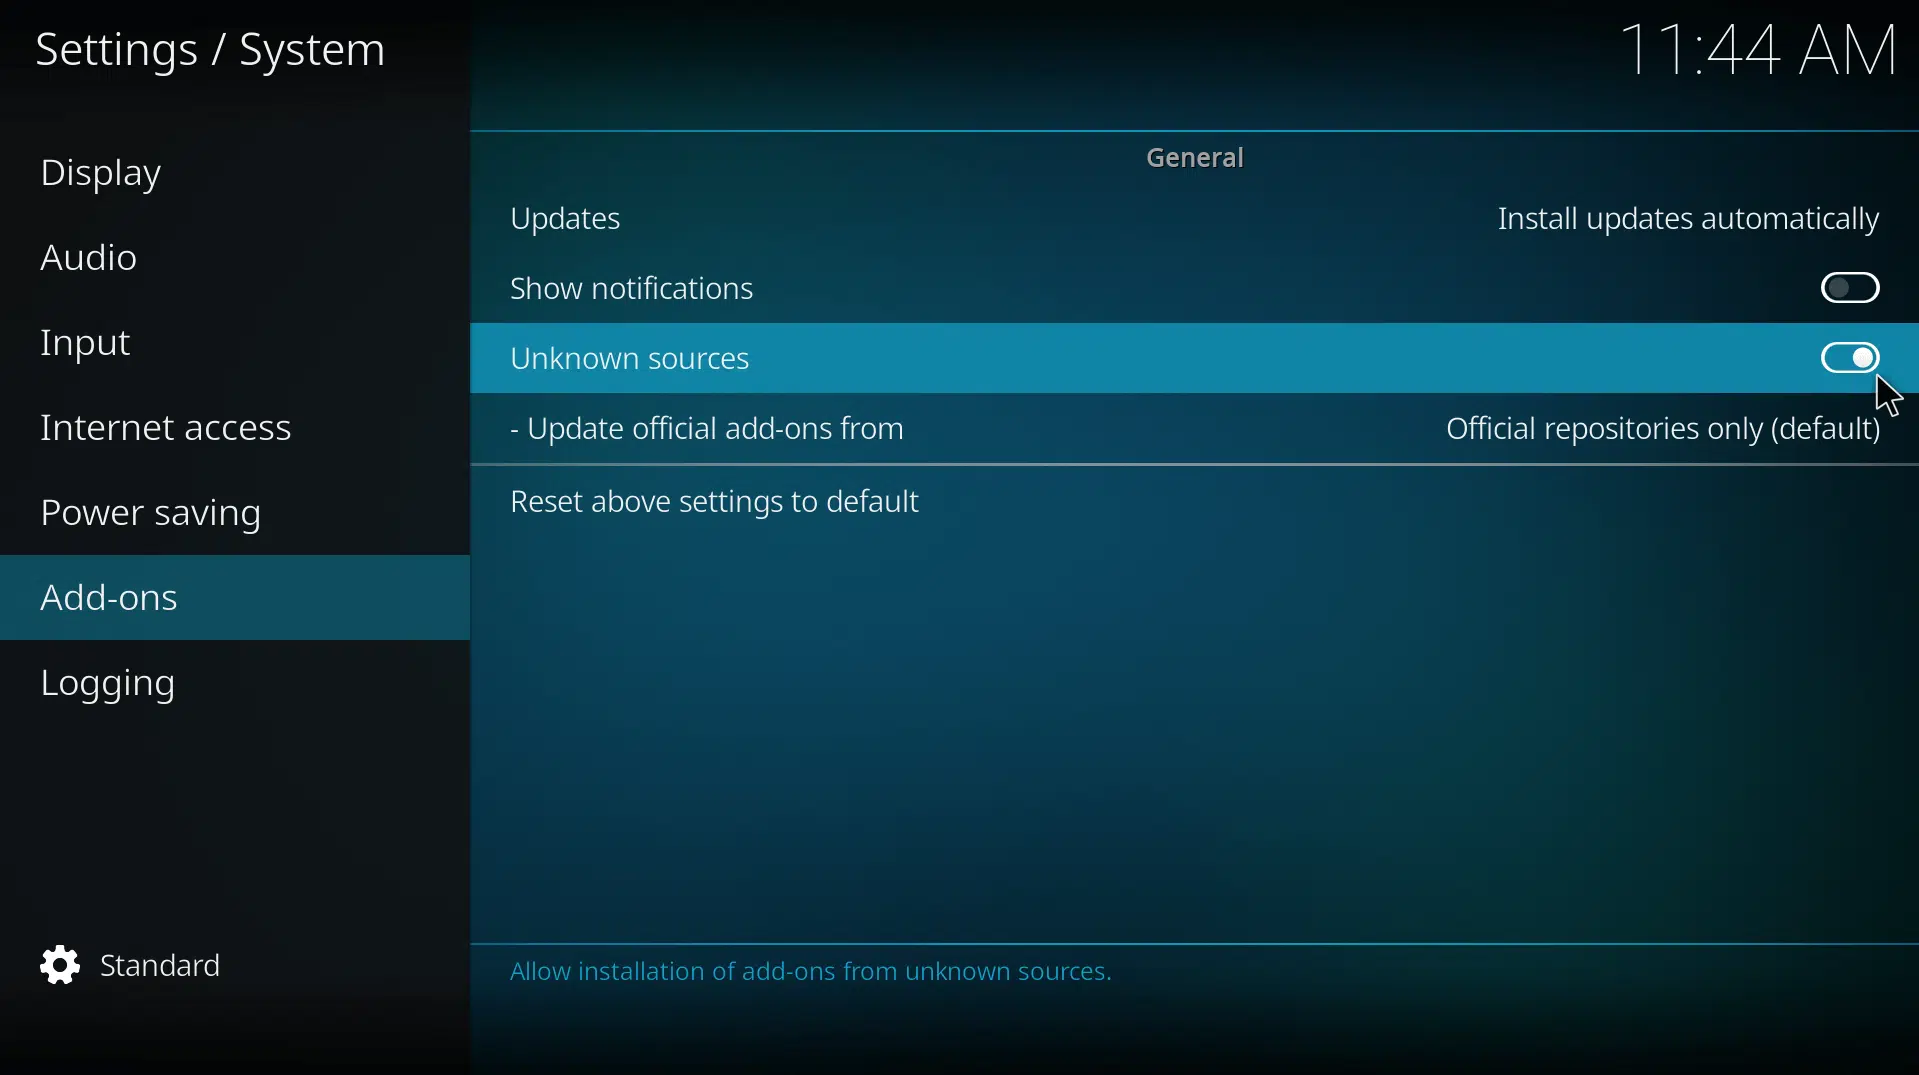 Settings / System
11:44 AM
Display
Audio
Input
Internet access
Power saving
Add-ons
Logging
Standard
General
Updates Install updates automatically
Show notifications
Unknown sources
- Update official add-ons from Official repositories only (default)
Reset above settings to default
Allow installation of add-ons from unknown sources.